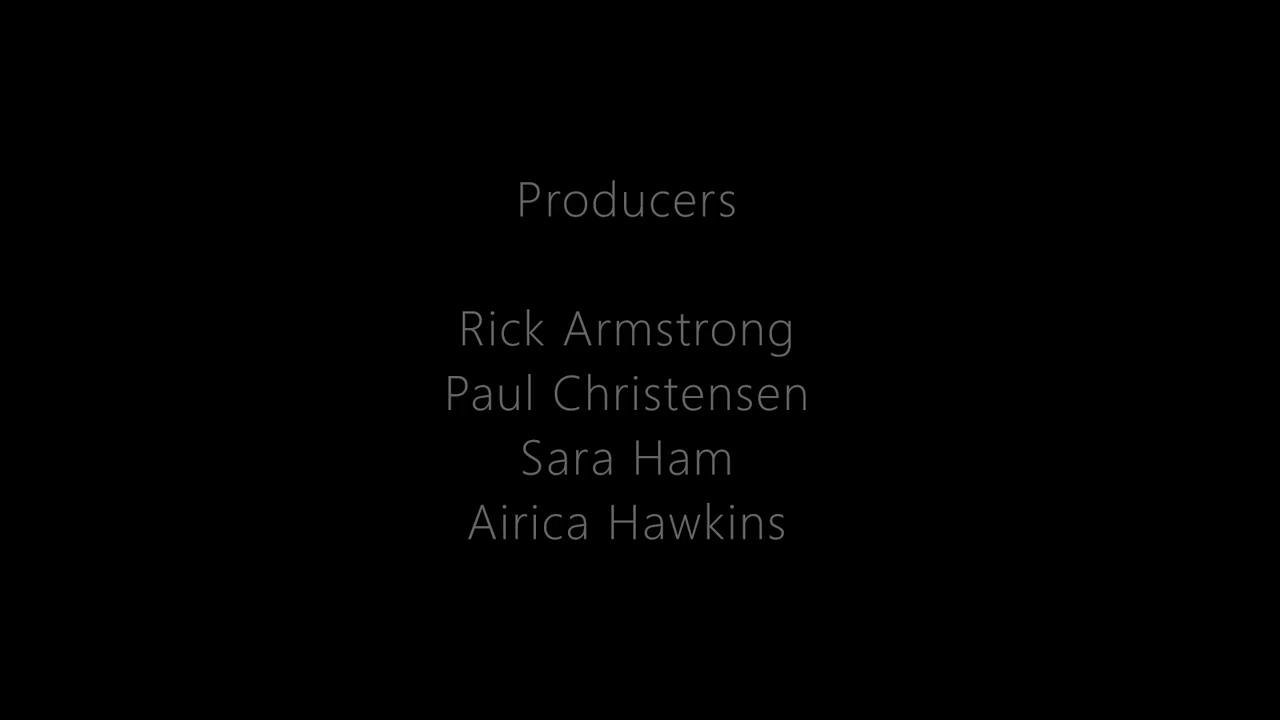 Producers
Rick Armstrong
Paul Christensen
Sara Ham
Airica Hawkins